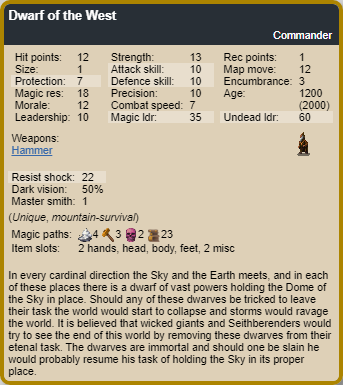 Dwarf of the West
Commander
Hit points: 12 Strength: 13 Rec points: 1
Size: 1 Attack skill: 10 Map move: 12
Protection: 7 Defence skill: 10 Encumbrance: 3
Magic res: 18 Precision: 10 Age: 1200
Morale: 12 Combat speed: 7 (2000)
Leadership: 10 Magic ldr: 35 Undead ldr: 60
Weapons:
Hammer
Resist shock: 22
Dark vision: 50%
Master smith: 1
(Unique, mountain-survival)
Magic paths: 4 3 2 23
Item slots: 2 hands, head, body, feet, 2 misc
In every cardinal direction the Sky and the Earth meets, and in each
of these places there is a dwarf of vast powers holding the Dome of
the Sky in place. Should any of these dwarves be tricked to leave
their task the world would start to collapse and storms would ravage
the world. It is believed that wicked giants and Seithberenders would
try to see the end of this world by removing these dwarves from their
etenal task. The dwarves are immortal and should one be slain he
would probably resume his task of holding the Sky in its proper
place.